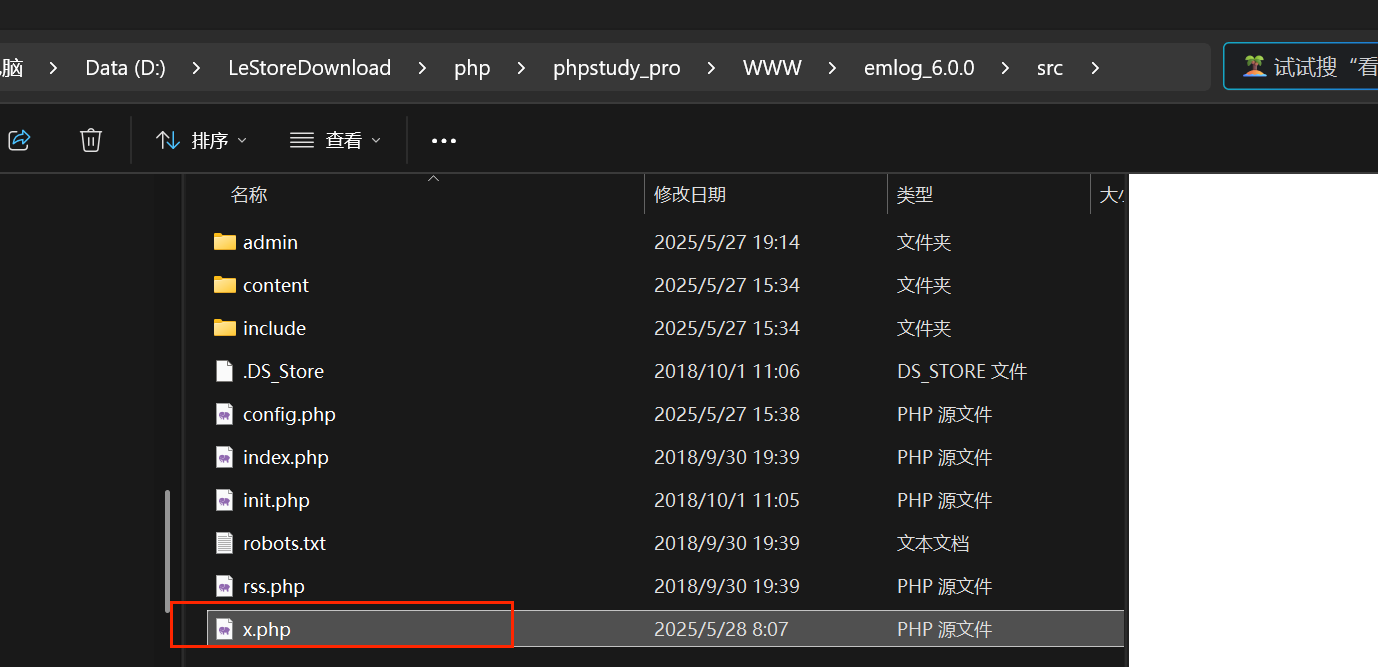 脑 > Data (D:) > LeStoreDownload > php > phpstudy_pro > WWW > emlog_6.0.0 > src >
试试搜“看
排序 查看
名称 修改日期 类型 大小
admin 2025/5/27 19:14 文件夹
content 2025/5/27 15:34 文件夹
include 2025/5/27 15:34 文件夹
.DS_Store 2018/10/1 11:06 DS_STORE 文件
config.php 2025/5/27 15:38 PHP 源文件
index.php 2018/9/30 19:39 PHP 源文件
init.php 2018/10/1 11:05 PHP 源文件
robots.txt 2018/9/30 19:39 文本文档
rss.php 2018/9/30 19:39 PHP 源文件
x.php 2025/5/28 8:07 PHP 源文件